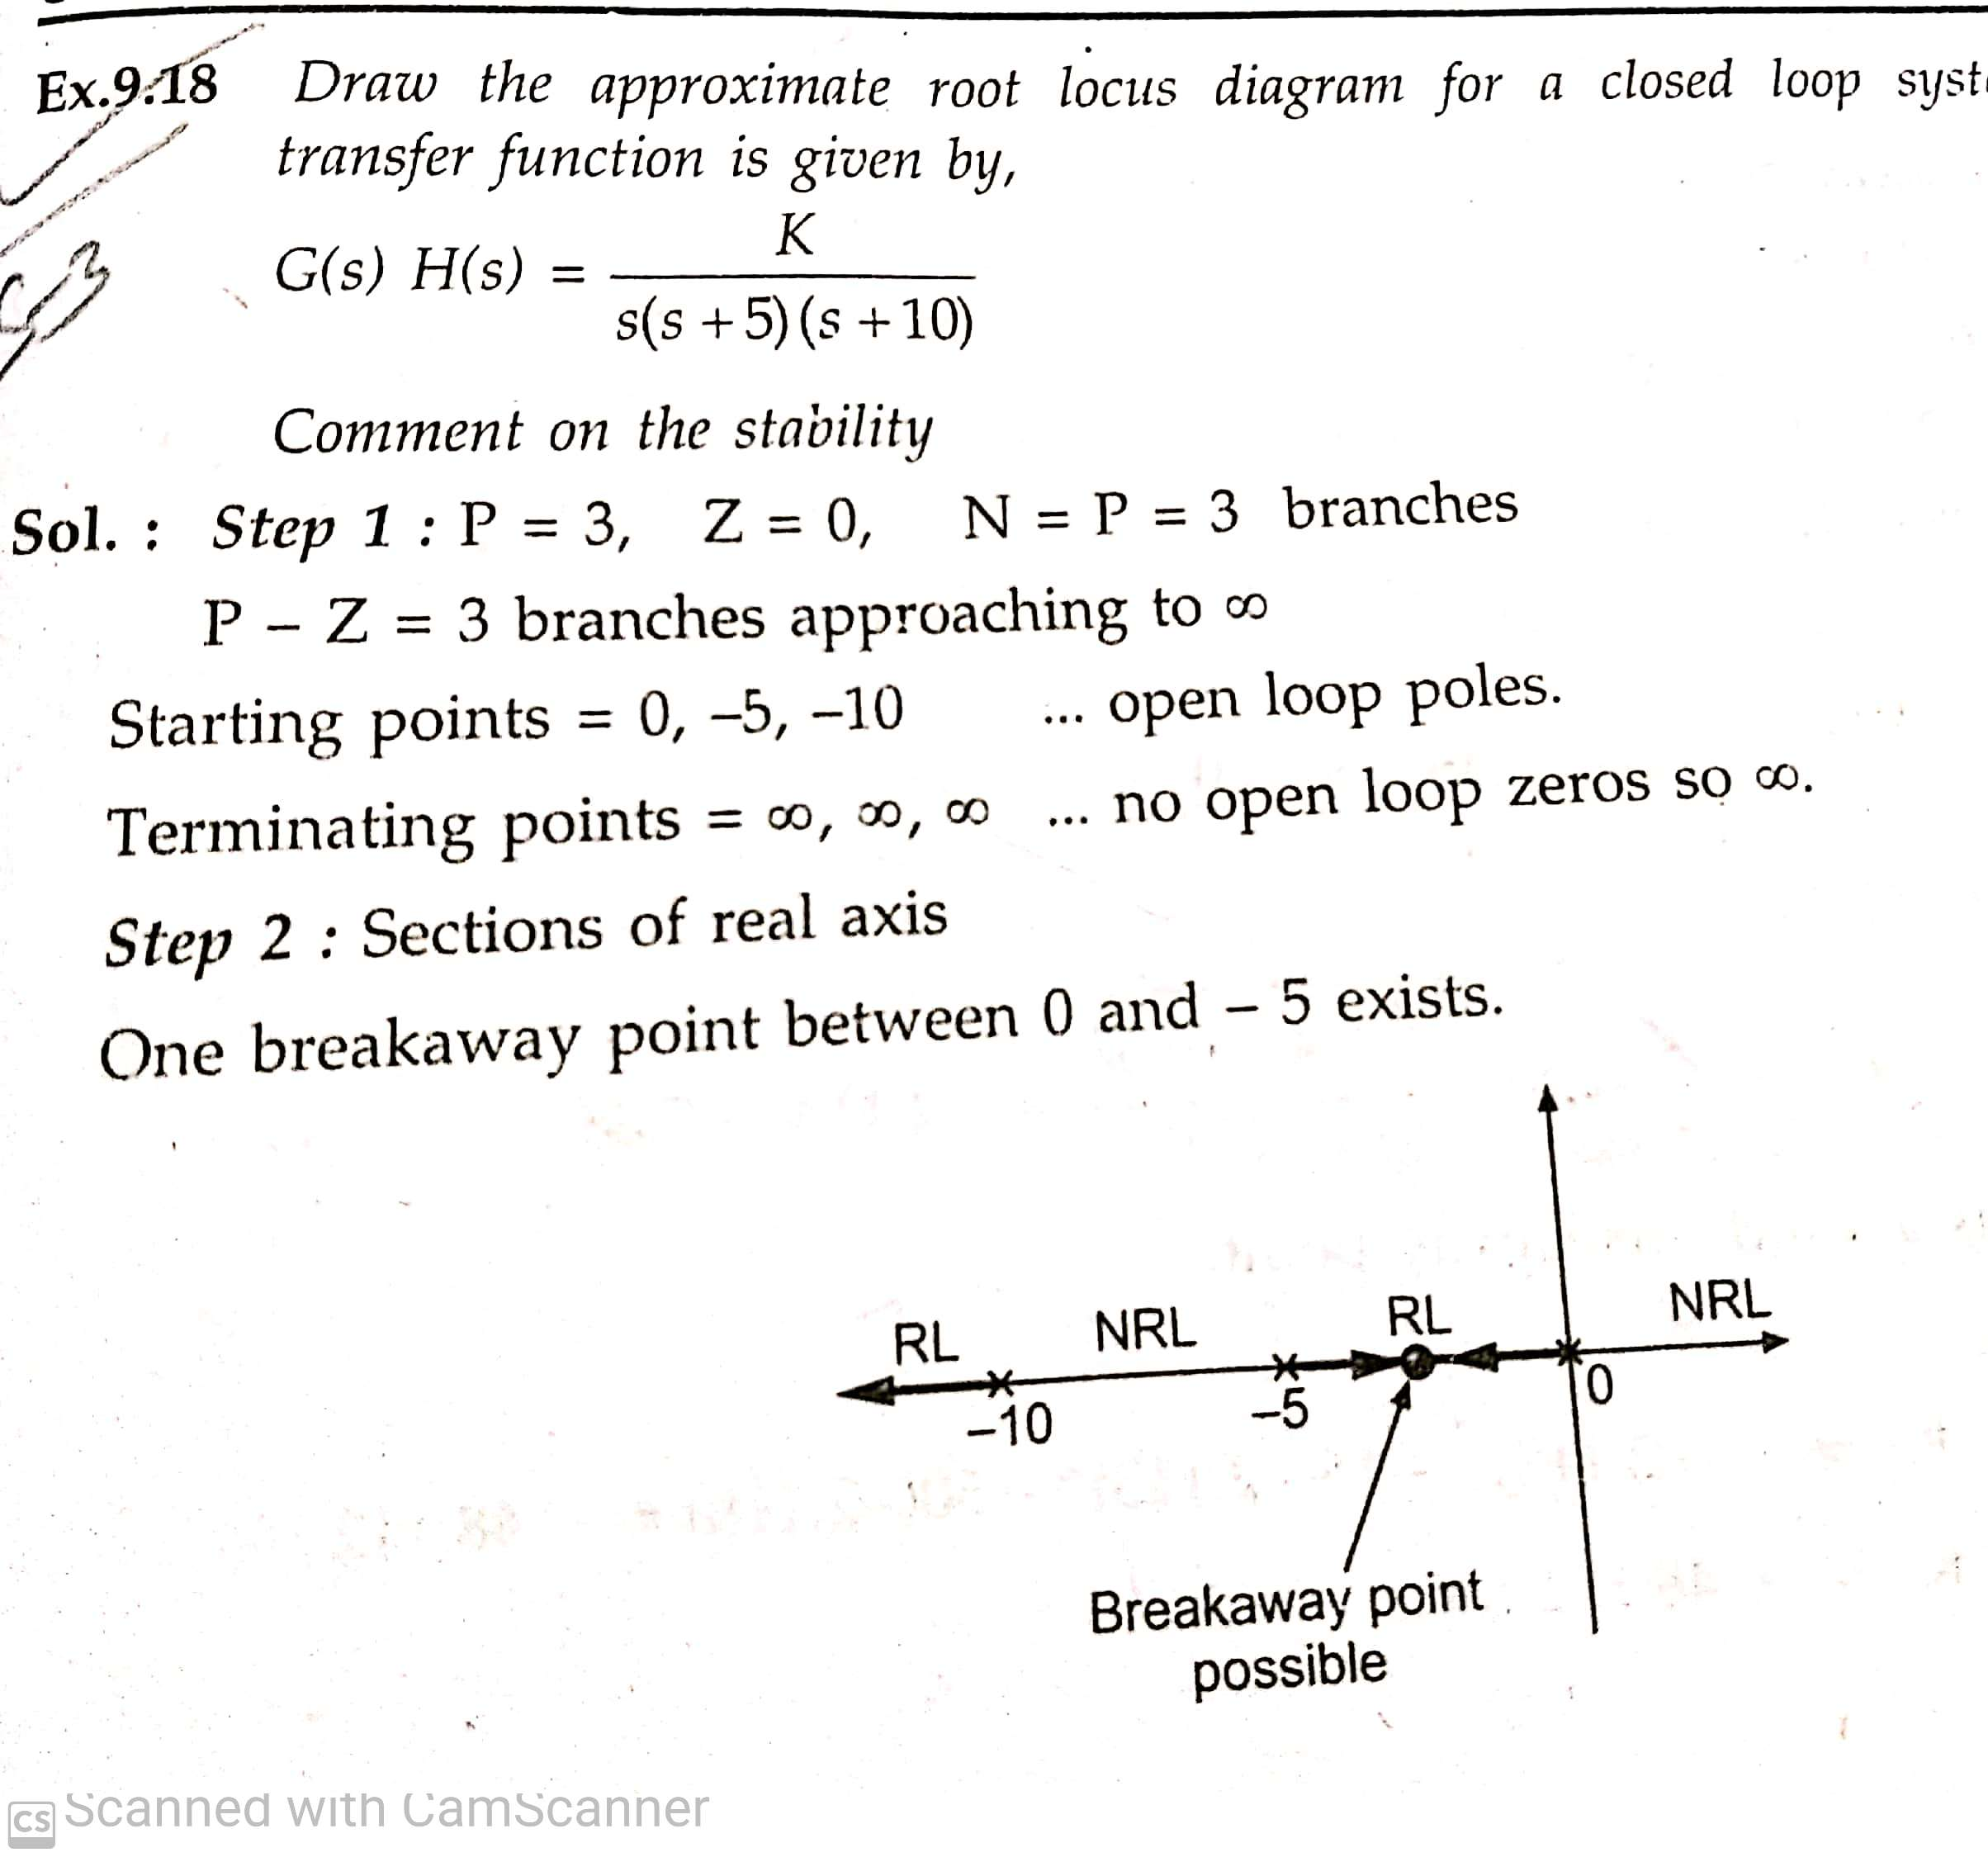 Ex.9.18 Draw the approximate root locus diagram for a closed loop
transfer function is given by,
G(s) H(s) = K / s(s + 5)(s + 10)
Comment on the stability
Sol. : Step 1 : P = 3, Z = 0, N = P = 3 branches
P – Z = 3 branches approaching to ∞
Starting points = 0, –5, –10 ... open loop poles.
Terminating points = ∞, ∞, ∞ ... no open loop zeros so ∞.
Step 2 : Sections of real axis
One breakaway point between 0 and – 5 exists.
RL NRL RL NRL
–10 –5 0
Breakaway point
possible
CS Scanned with CamScanner